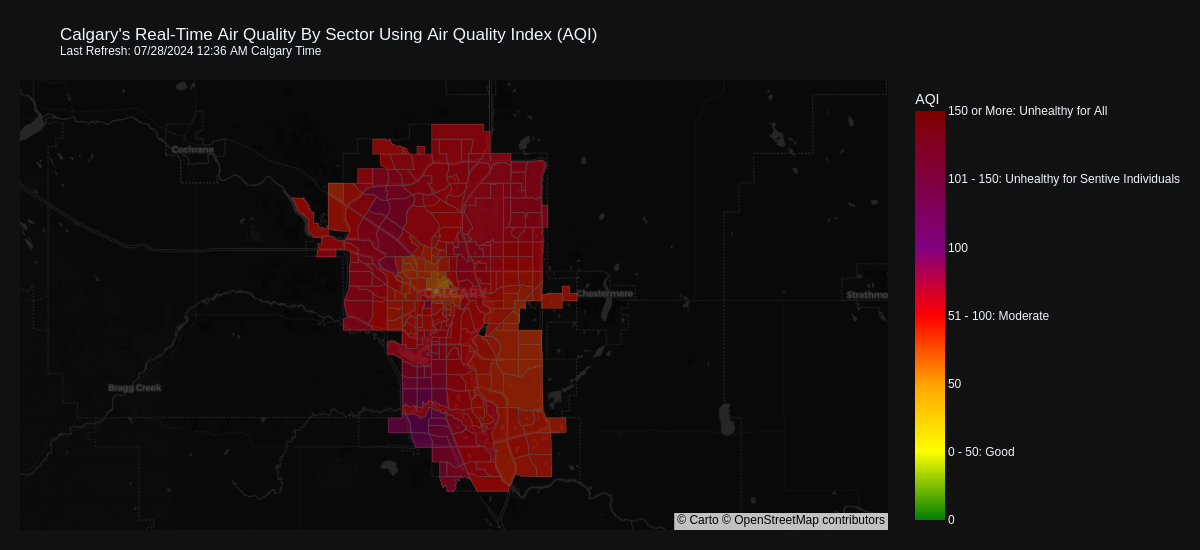 Calgary's Real-Time Air Quality By Sector Using Air Quality Index (AQI)
Last Refresh: 07/28/2024 12:36 AM Calgary Time
AQI
150 or More: Unhealthy for All
Cochrane
101 - 150: Unhealthy for Sentive Individuals
100
CALGARY
Chestermere
Strathmo
51 - 100: Moderate
Bragg Creek
50
0 - 50: Good
0
© Carto © OpenStreetMap contributors